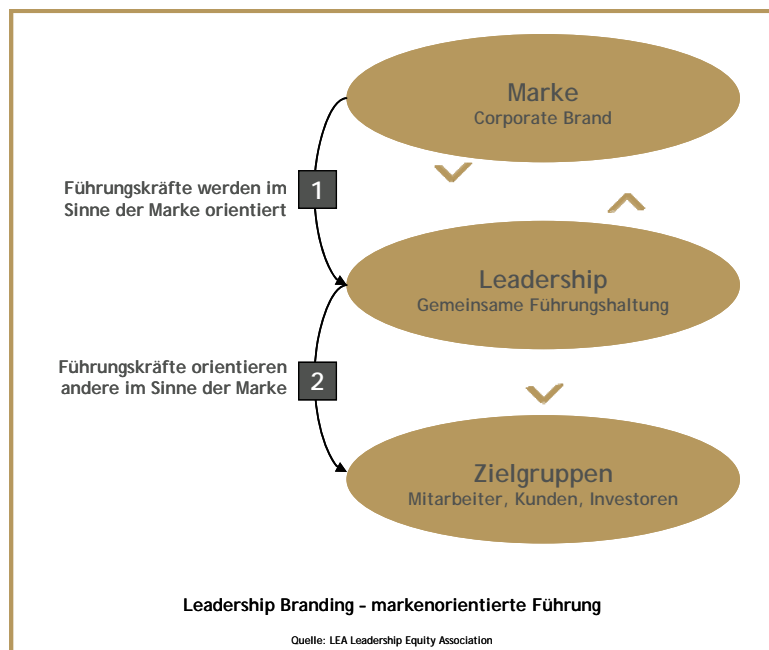 Marke
Corporate Brand
Führungskräfte werden im
Sinne der Marke orientiert
1
Leadership
Gemeinsame Führungshaltung
Führungskräfte orientieren
andere im Sinne der Marke
2
Zielgruppen
Mitarbeiter, Kunden, Investoren
Leadership Branding – markenorientierte Führung
Quelle: LEA Leadership Equity Association